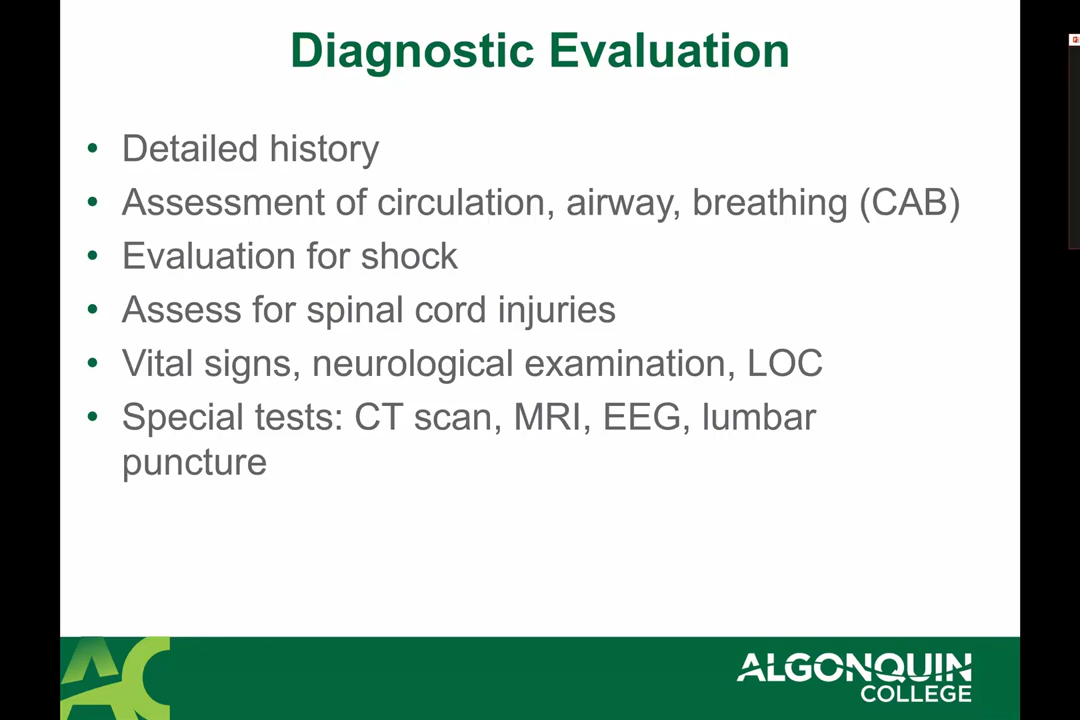 Diagnostic Evaluation
• Detailed history
• Assessment of circulation, airway, breathing (CAB)
• Evaluation for shock
• Assess for spinal cord injuries
• Vital signs, neurological examination, LOC
• Special tests: CT scan, MRI, EEG, lumbar
puncture
AC
ALGONQUIN
COLLEGE